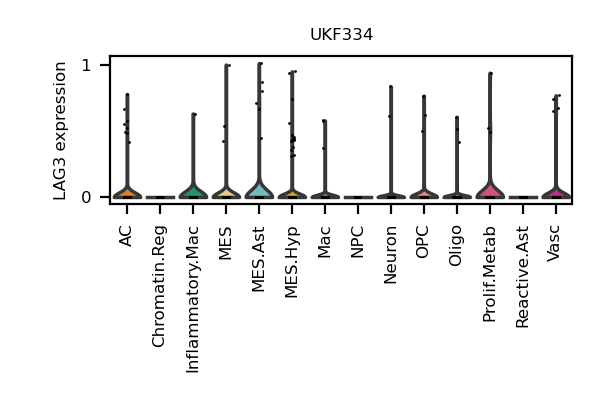 UKF334
LAG3 expression
1
0
AC
Chromatin.Reg
Inflammatory.Mac
MES
MES.Ast
MES.Hyp
Mac
NPC
Neuron
OPC
Oligo
Prolif.Metab
Reactive.Ast
Vasc